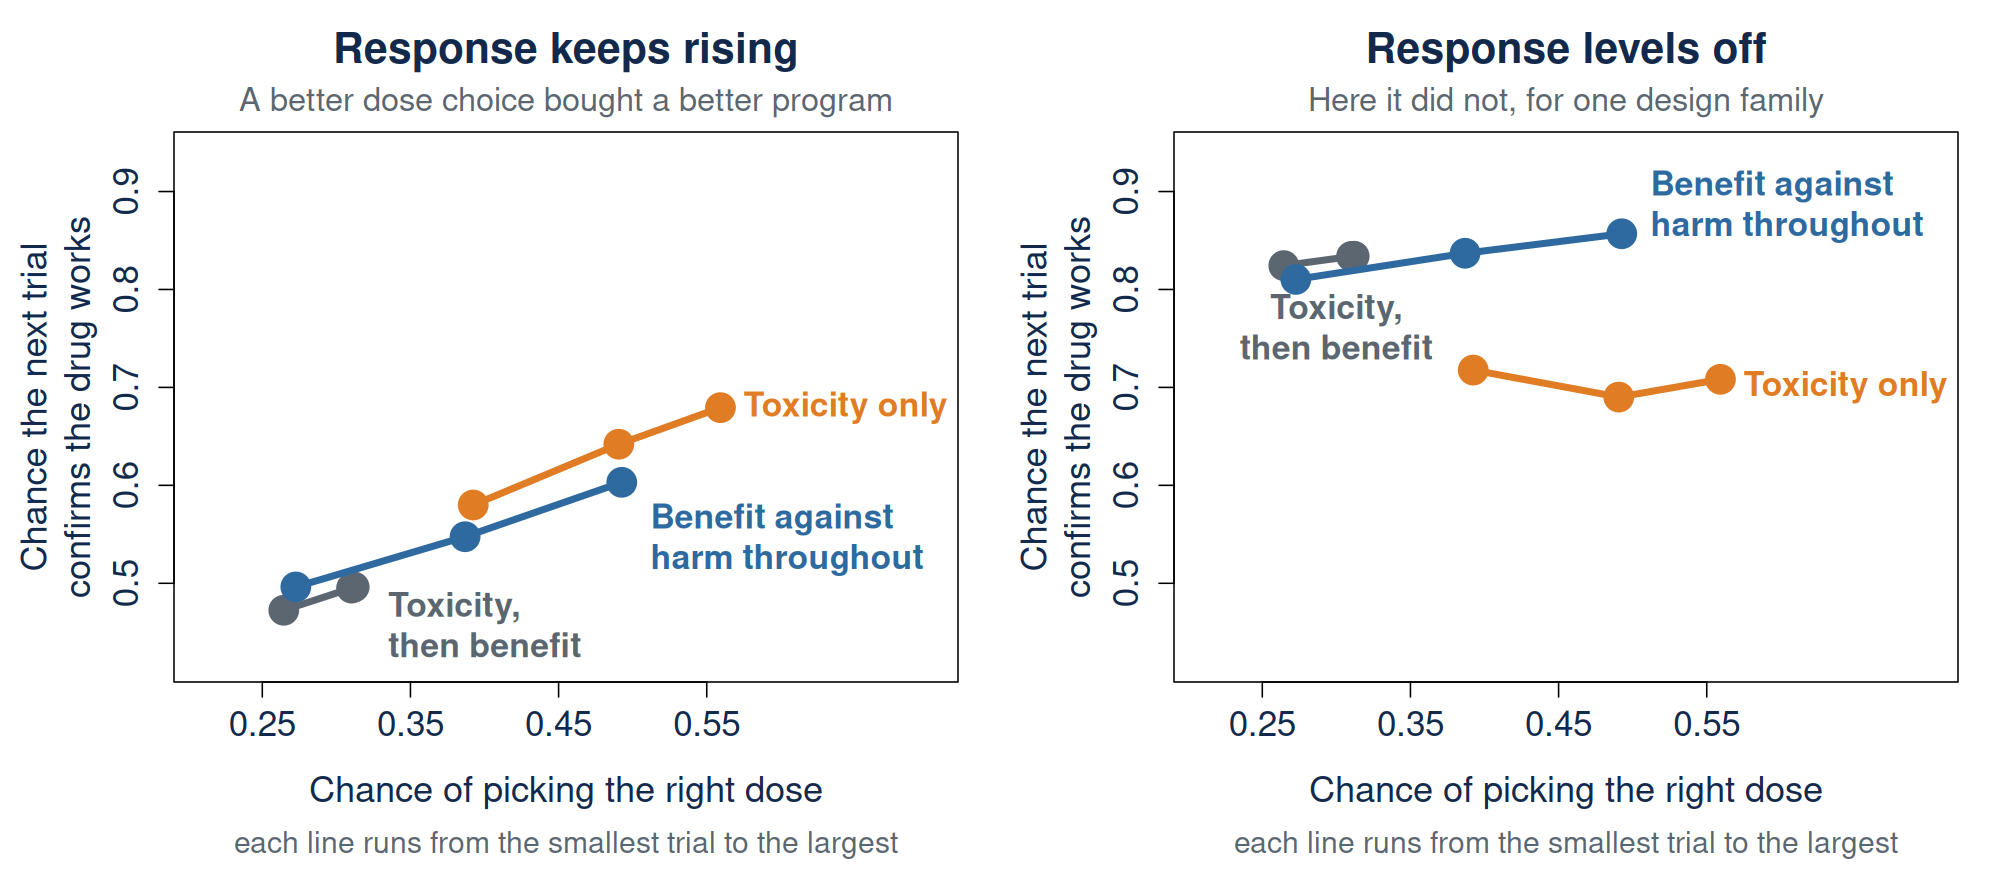 Response keeps rising
A better dose choice bought a better program
Chance the next trial
confirms the drug works
0.9
0.8
0.7
0.6
0.5
Toxicity only
Benefit against
harm throughout
Toxicity,
then benefit
0.25 0.35 0.45 0.55
Chance of picking the right dose
each line runs from the smallest trial to the largest
Response levels off
Here it did not, for one design family
Chance the next trial
confirms the drug works
0.9
0.8
0.7
0.6
0.5
Benefit against
harm throughout
Toxicity,
then benefit
Toxicity only
0.25 0.35 0.45 0.55
Chance of picking the right dose
each line runs from the smallest trial to the largest